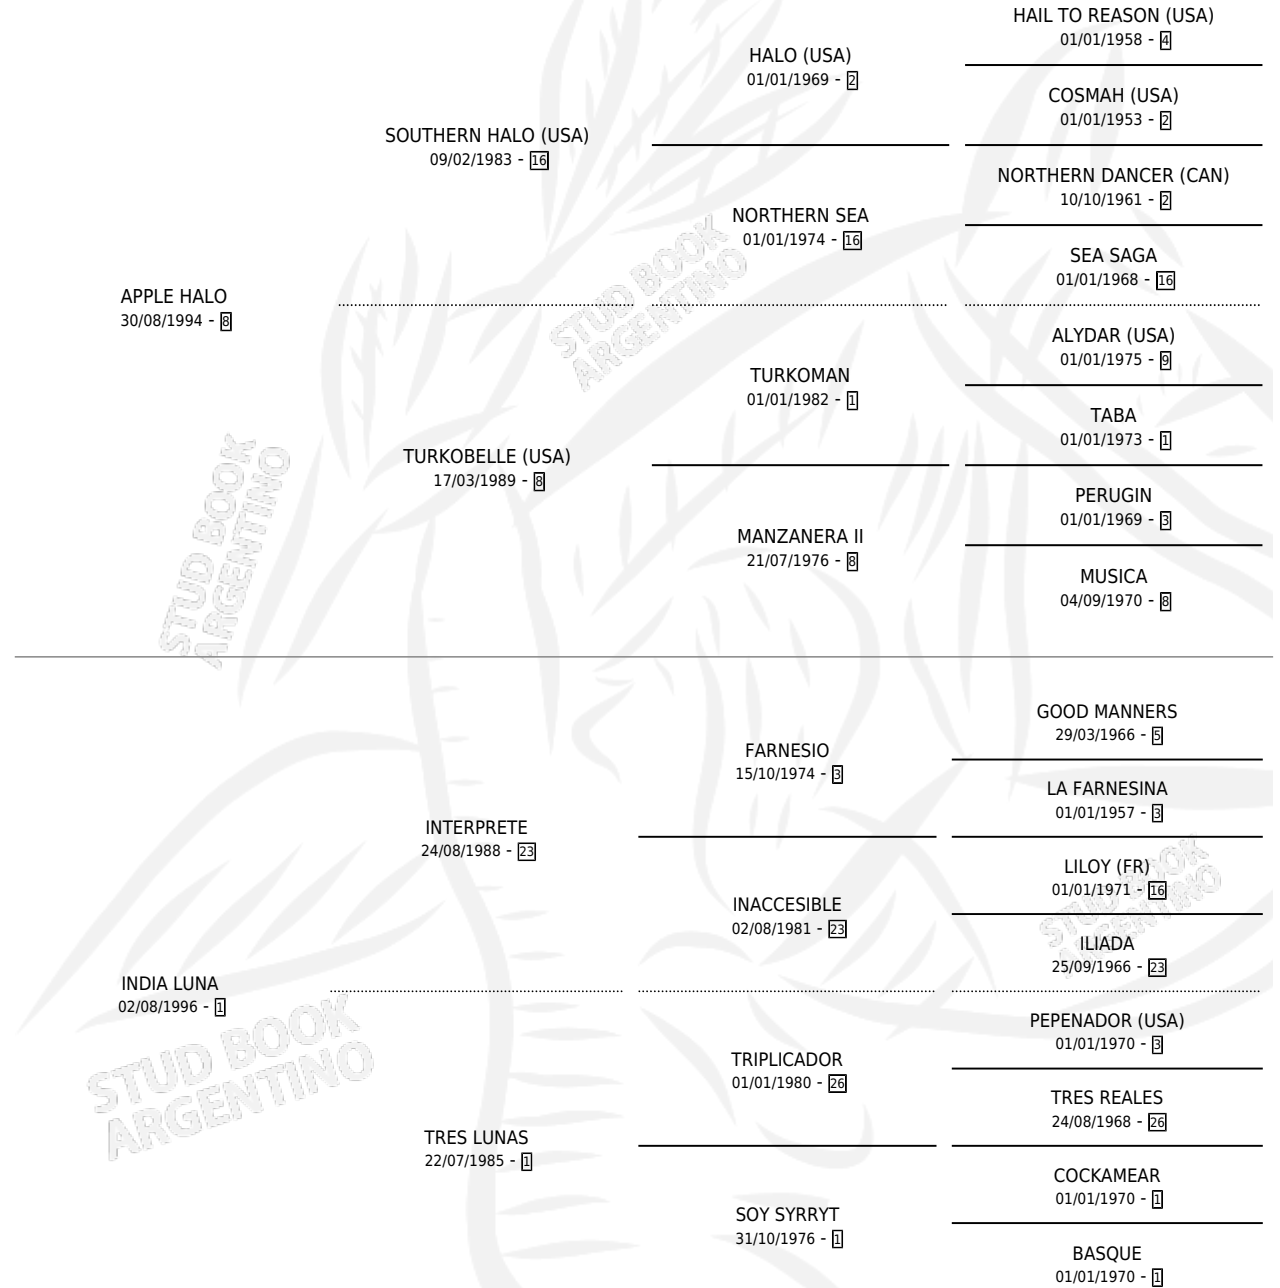 HAIL TO REASON (USA)
01/01/1958 - 4
HALO (USA)
01/01/1969 - 2
COSMAH (USA)
01/01/1953 - 2
SOUTHERN HALO (USA)
09/02/1983 - 16
NORTHERN DANCER (CAN)
10/10/1961 - 2
NORTHERN SEA
01/01/1974 - 16
SEA SAGA
01/01/1968 - 16
APPLE HALO
30/08/1994 - 8
STUD BOOK
ARGENTINO
ALYDAR (USA)
01/01/1975 - 9
TURKOMAN
01/01/1982 - 1
TABA
01/01/1973 - 1
TURKOBELLE (USA)
17/03/1989 - 8
PERUGIN
01/01/1969 - 3
MANZANERA II
21/07/1976 - 8
MUSICA
04/09/1970 - 8
STUD BOOK
ARGENTINO
GOOD MANNERS
29/03/1966 - 5
FARNESIO
15/10/1974 - 3
LA FARNESINA
01/01/1957 - 3
INTERPRETE
24/08/1988 - 23
LILOY (FR)
01/01/1971 - 16
INACCESIBLE
02/08/1981 - 23
STUD BOOK
ARGENTINO
ILIADA
25/09/1966 - 23
INDIA LUNA
02/08/1996 - 1
PEPENADOR (USA)
01/01/1970 - 3
TRIPLICADOR
01/01/1980 - 26
STUD BOOK
ARGENTINO
TRES REALES
24/08/1968 - 26
TRES LUNAS
22/07/1985 - 1
COCKAMEAR
01/01/1970 - 1
SOY SYRRYT
31/10/1976 - 1
BASQUE
01/01/1970 - 1